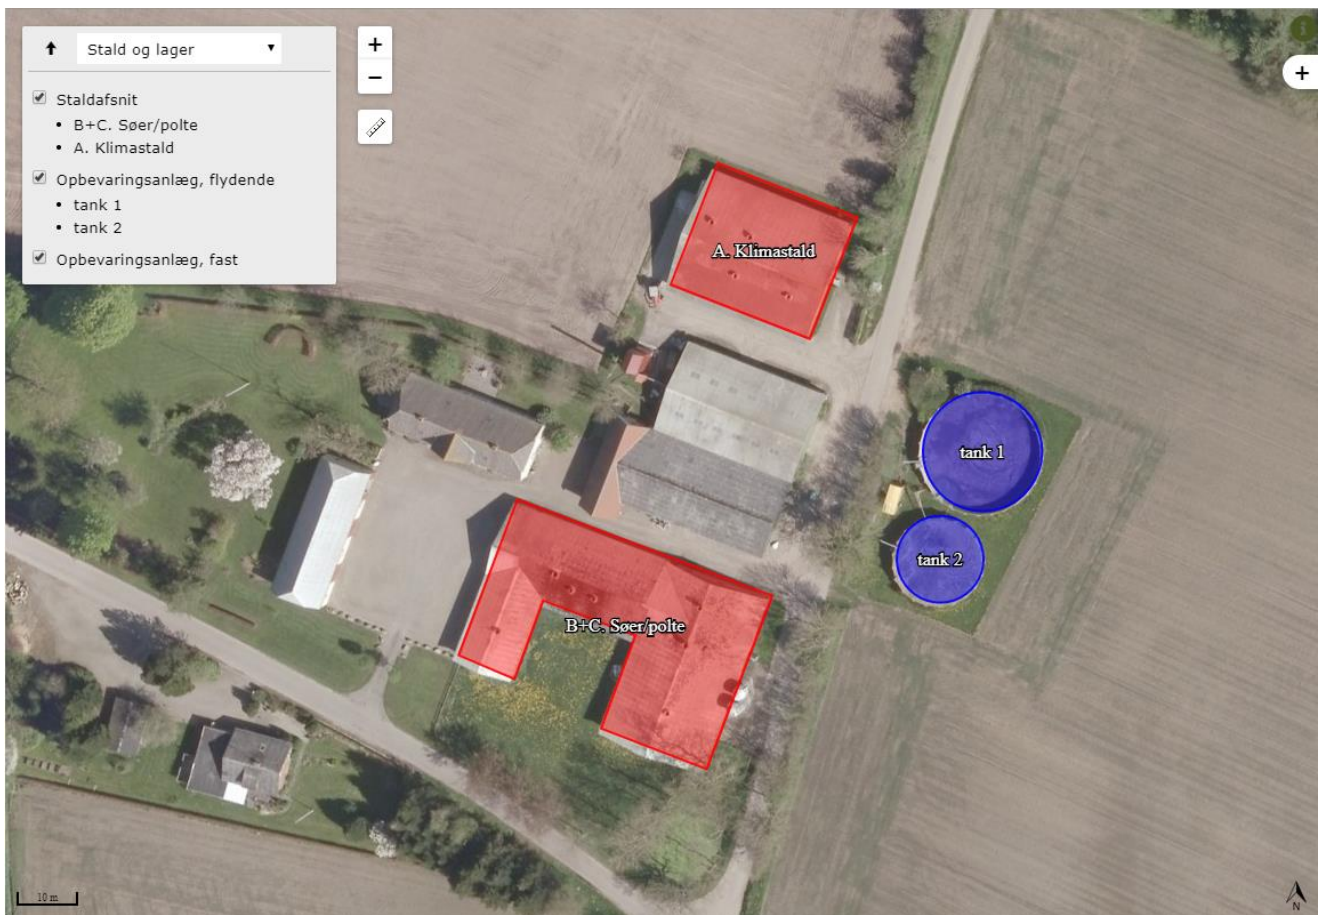 Stald og lager
Staldafsnit
• B+C. Søer/polte
• A. Klimastald
Opbevaringsanlæg, flydende
• tank 1
• tank 2
Opbevaringsanlæg, fast
+
−
i
+
A. Klimastald
tank 1
tank 2
B+C. Søer/polte
10 m
N